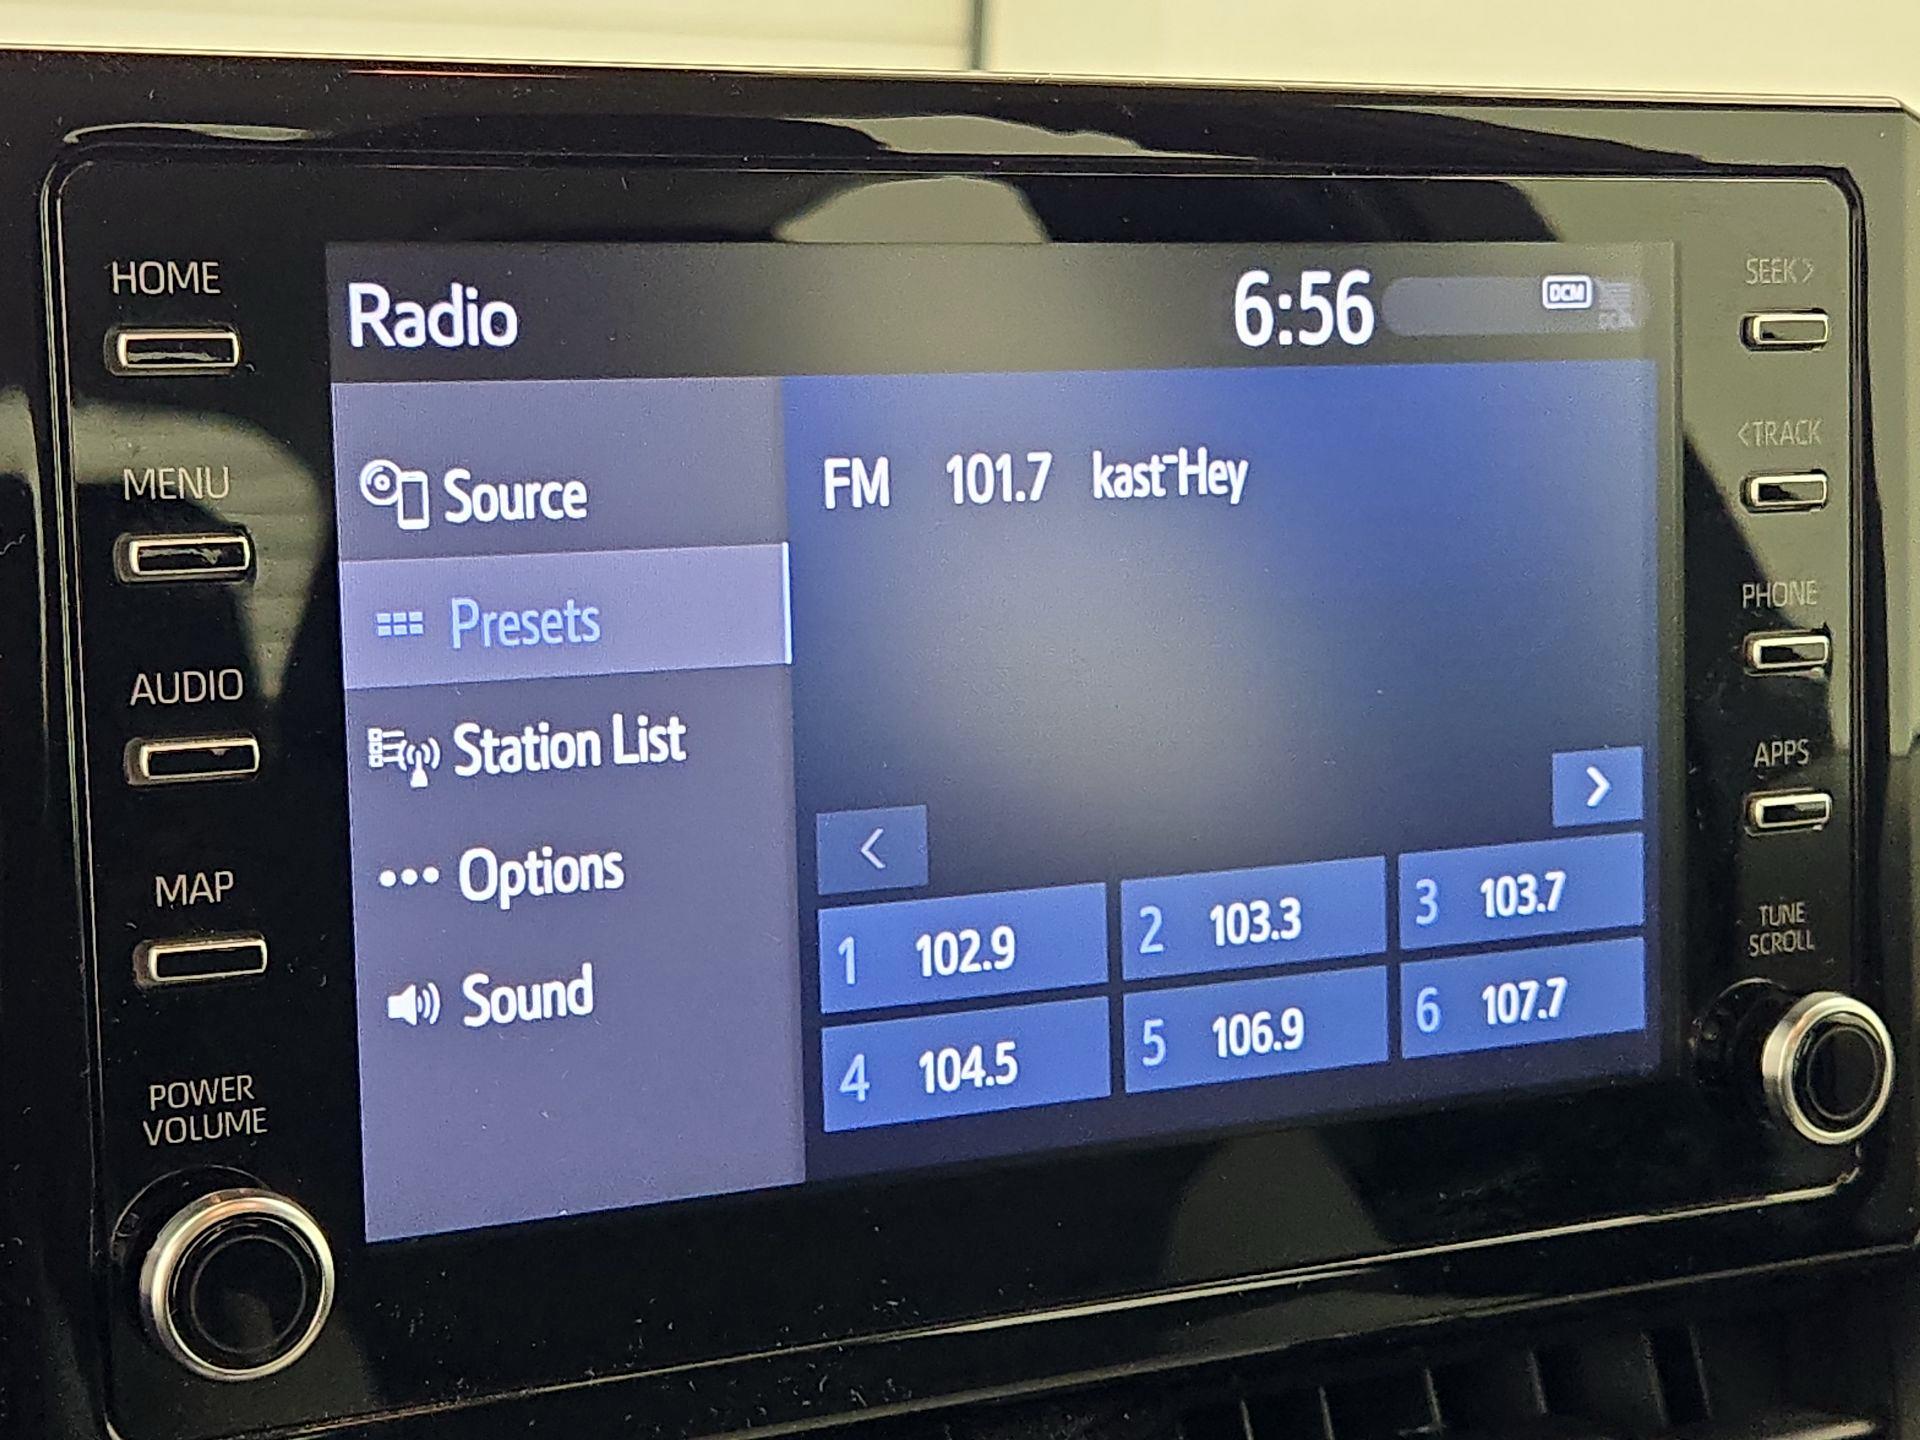 HOME
MENU
AUDIO
MAP
POWER
VOLUME
Radio
6:56
DCM
Source
Presets
Station List
Options
Sound
FM 101.7 kast¯Hey
<
>
1 102.9
2 103.3
3 103.7
4 104.5
5 106.9
6 107.7
SEEK>
<TRACK
PHONE
APPS
TUNE
SCROLL